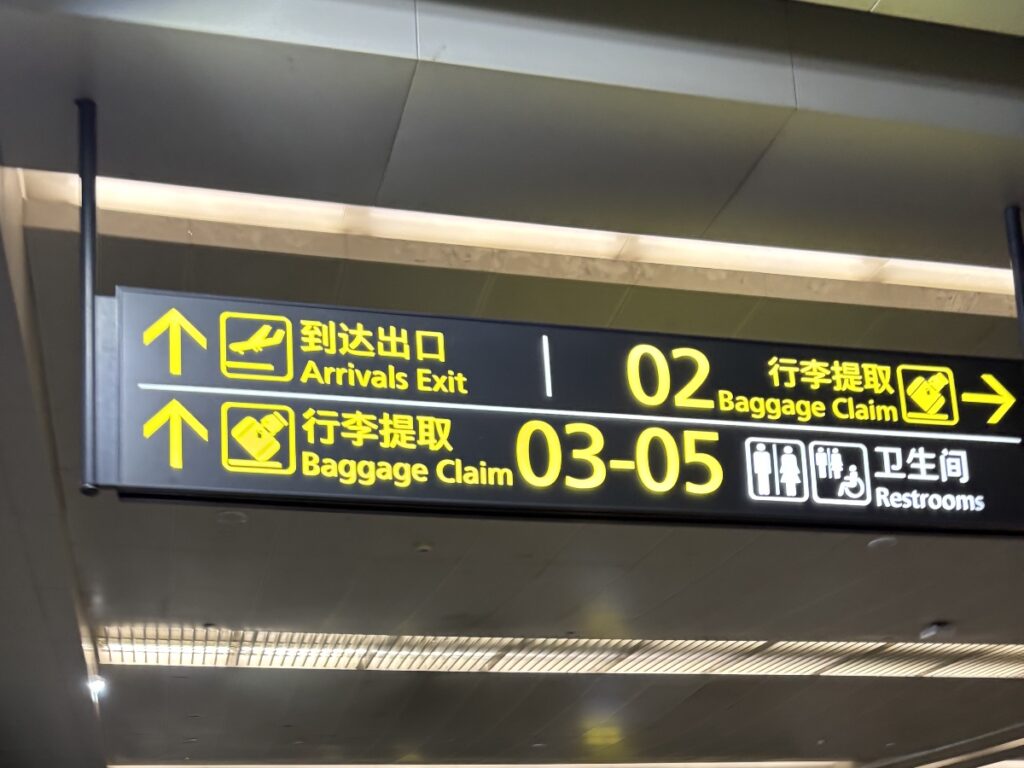 到达出口
Arrivals Exit
02 行李提取
Baggage Claim
行李提取
Baggage Claim 03-05
卫生间
Restrooms